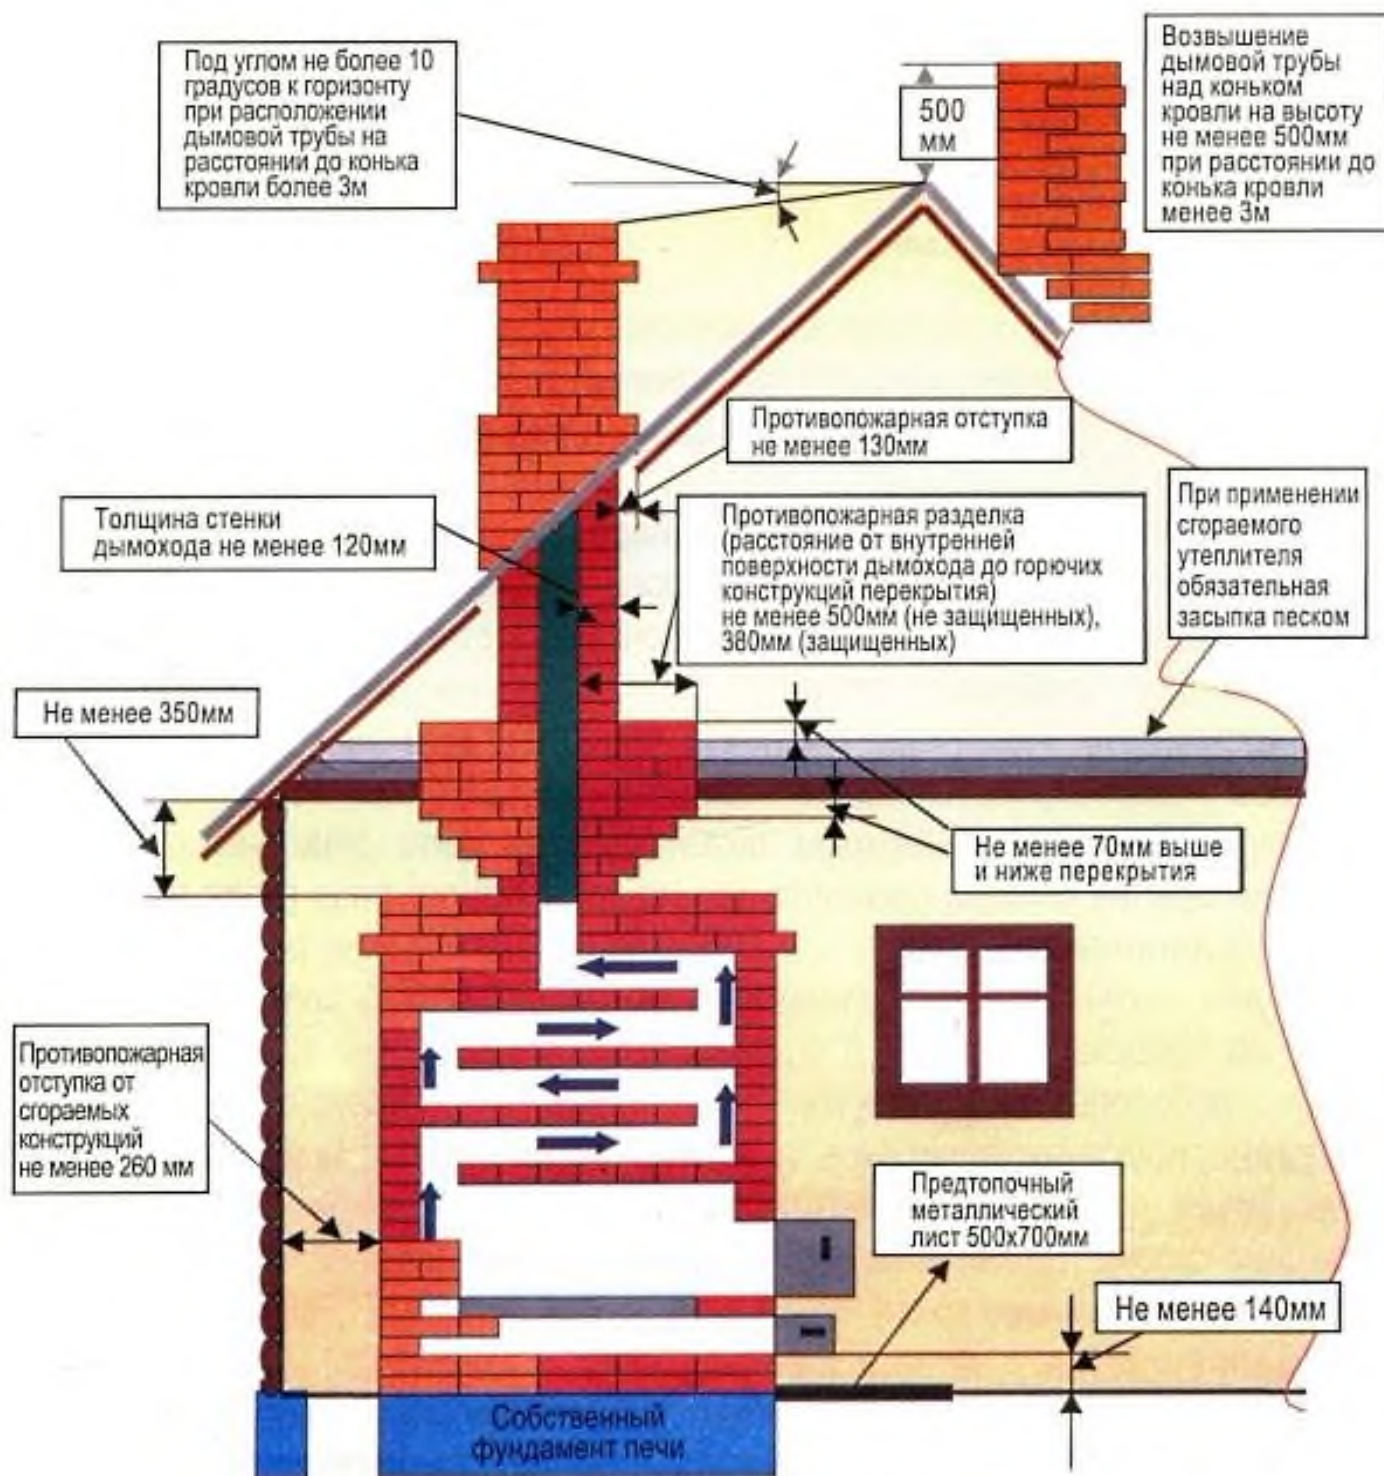 Под углом не более 10
градусов к горизонту
при расположении
дымовой трубы на
расстоянии до конька
кровли более 3м
500
мм
Возвышение
дымовой трубы
над коньком
кровли на высоту
не менее 500мм
при расстоянии до
конька кровли
менее 3м
Противопожарная отступка
не менее 130мм
Толщина стенки
дымохода не менее 120мм
Противопожарная разделка
(расстояние от внутренней
поверхности дымохода до горючих
конструкций перекрытия)
не менее 500мм (не защищенных),
380мм (защищенных)
При применении
сгораемого
утеплителя
обязательная
засыпка песком
Не менее 350мм
Не менее 70мм выше
и ниже перекрытия
Противопожарная
отступка от
сгораемых
конструкций
не менее 260 мм
Предтопочный
металлический
лист 500х700мм
Не менее 140мм
Собственный
фундамент печи